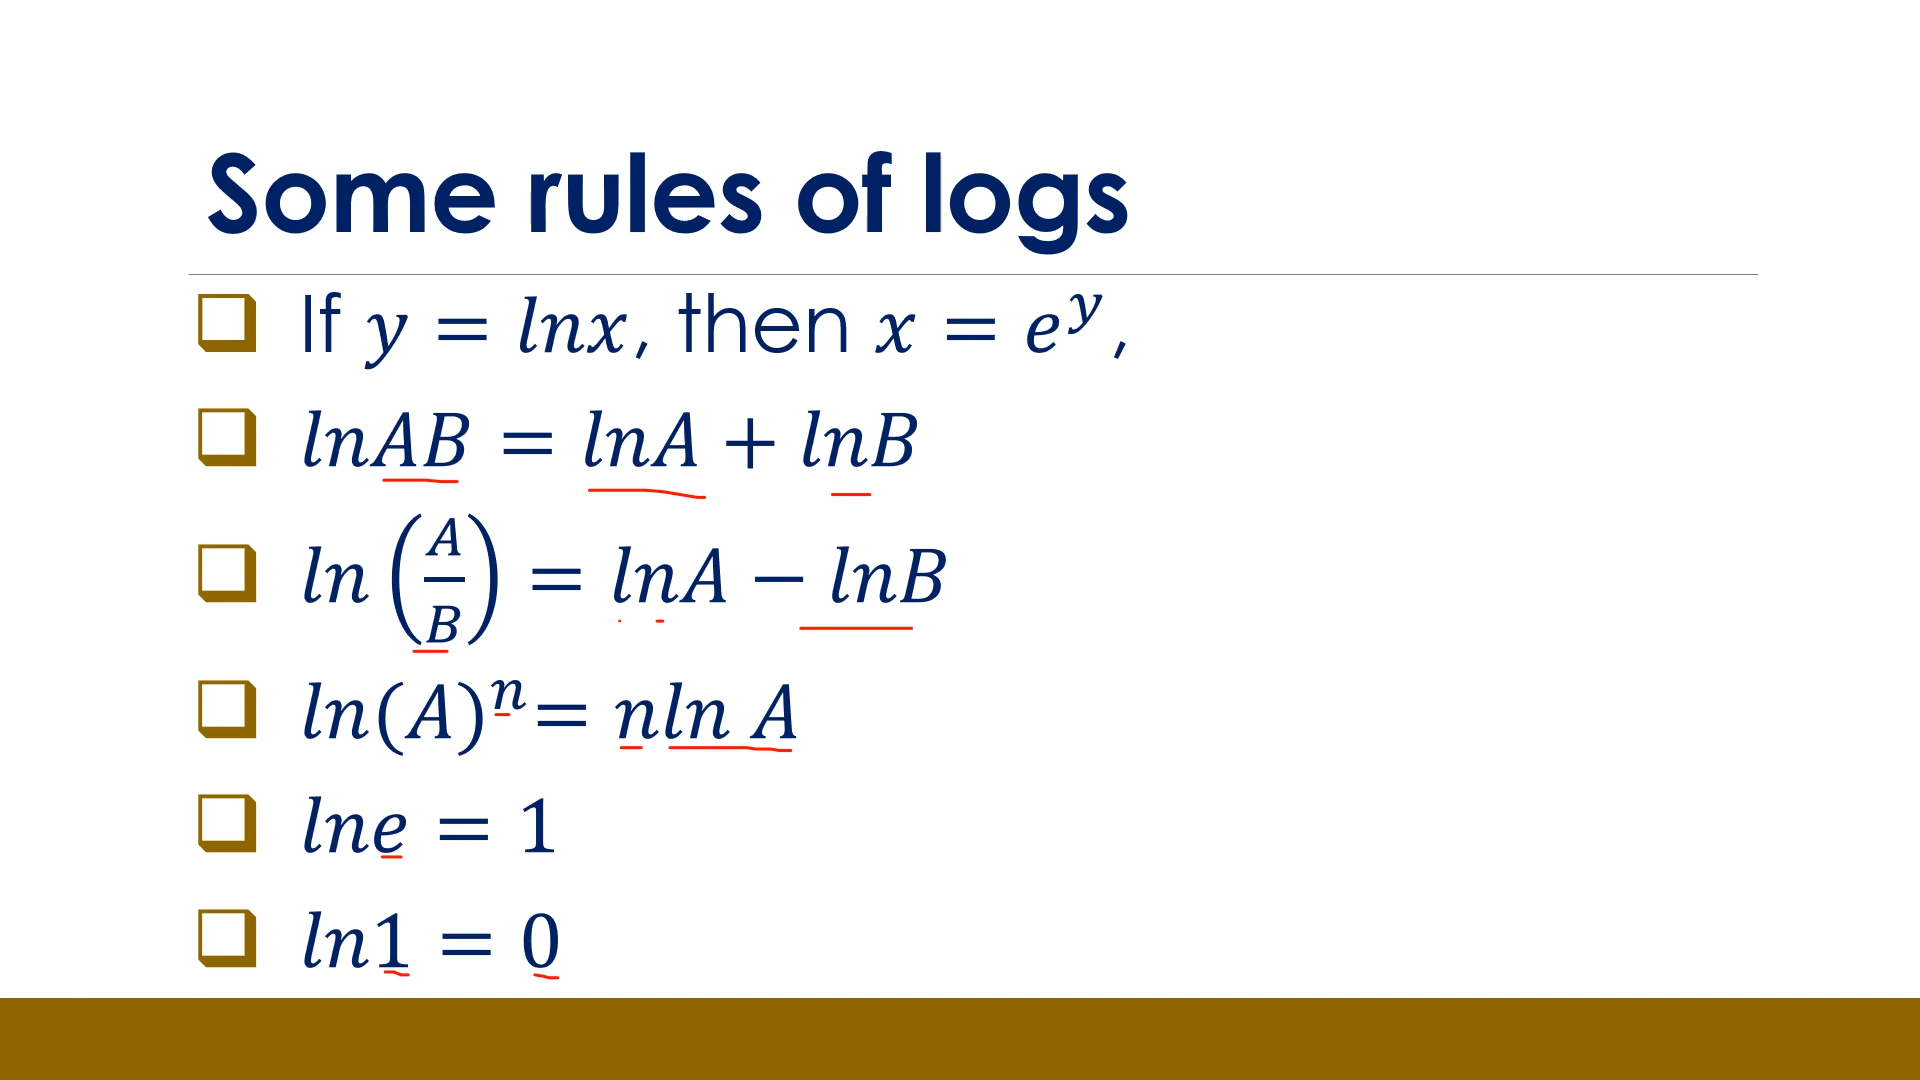 Some rules of logs
If y = lnx, then x = e^y,
lnAB = lnA + lnB
ln(A/B) = lnA − lnB
ln(A)^n = nln A
lne = 1
ln1 = 0